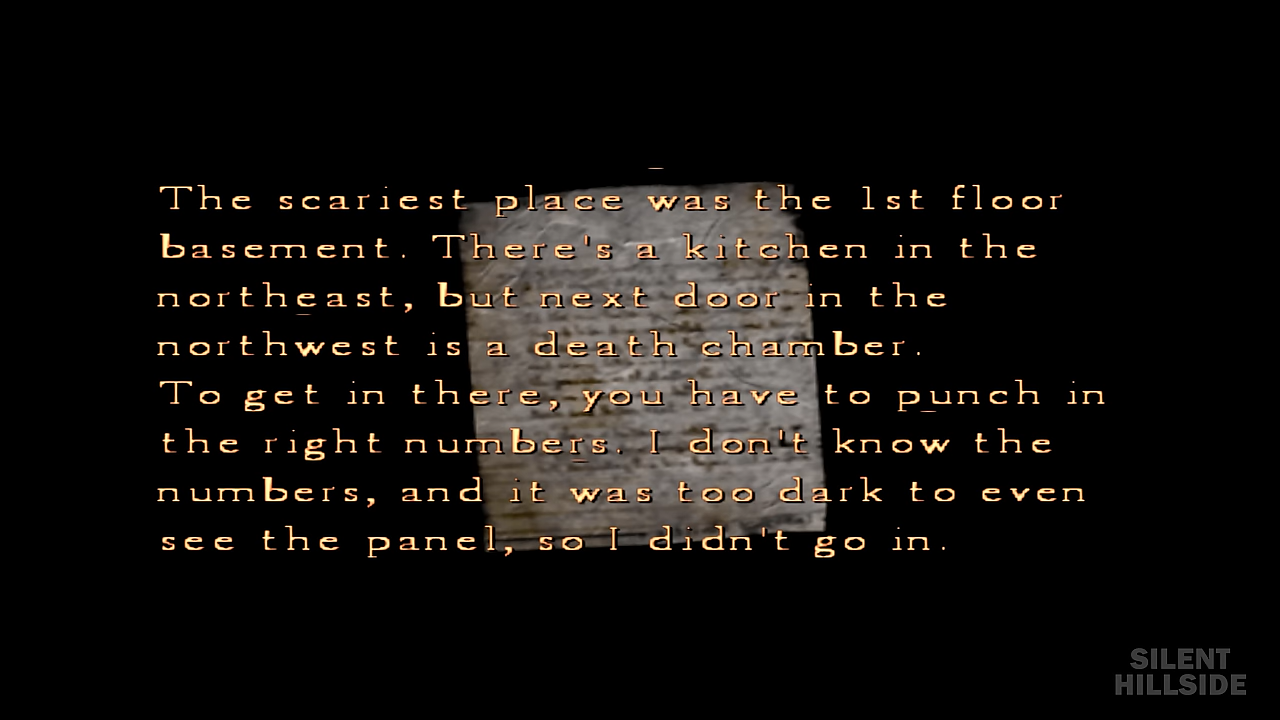 The scariest place was the 1st floor
basement. There's a kitchen in the
northeast, but next door in the
northwest is a death chamber.
To get in there, you have to punch in
the right numbers. I don't know the
numbers, and it was too dark to even
see the panel, so I didn't go in.
SILENT
HILLSIDE